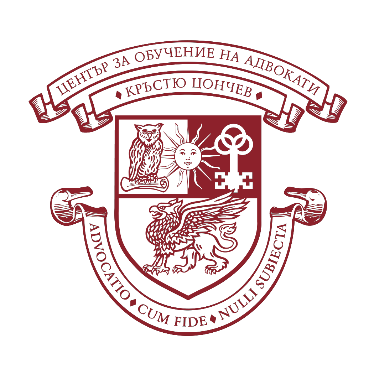 ЦЕНТЪР ЗА ОБУЧЕНИЕ НА АДВОКАТИ
♦ КРЪСТЮ ЦОНЧЕВ ♦
ADVOCATIO ♦ CUM FIDE ♦ NULLI SUBIECTA